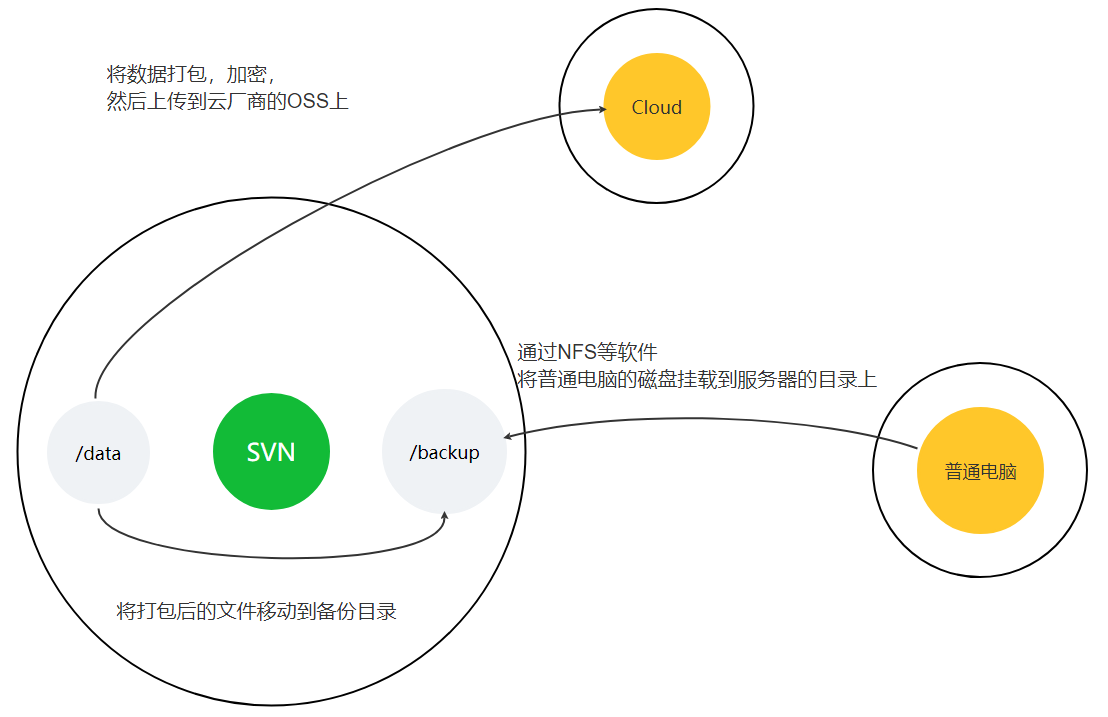 将数据打包，加密，
然后上传到云厂商的OSS上
Cloud
通过NFS等软件
将普通电脑的磁盘挂载到服务器的目录上
/data
SVN
/backup
普通电脑
将打包后的文件移动到备份目录